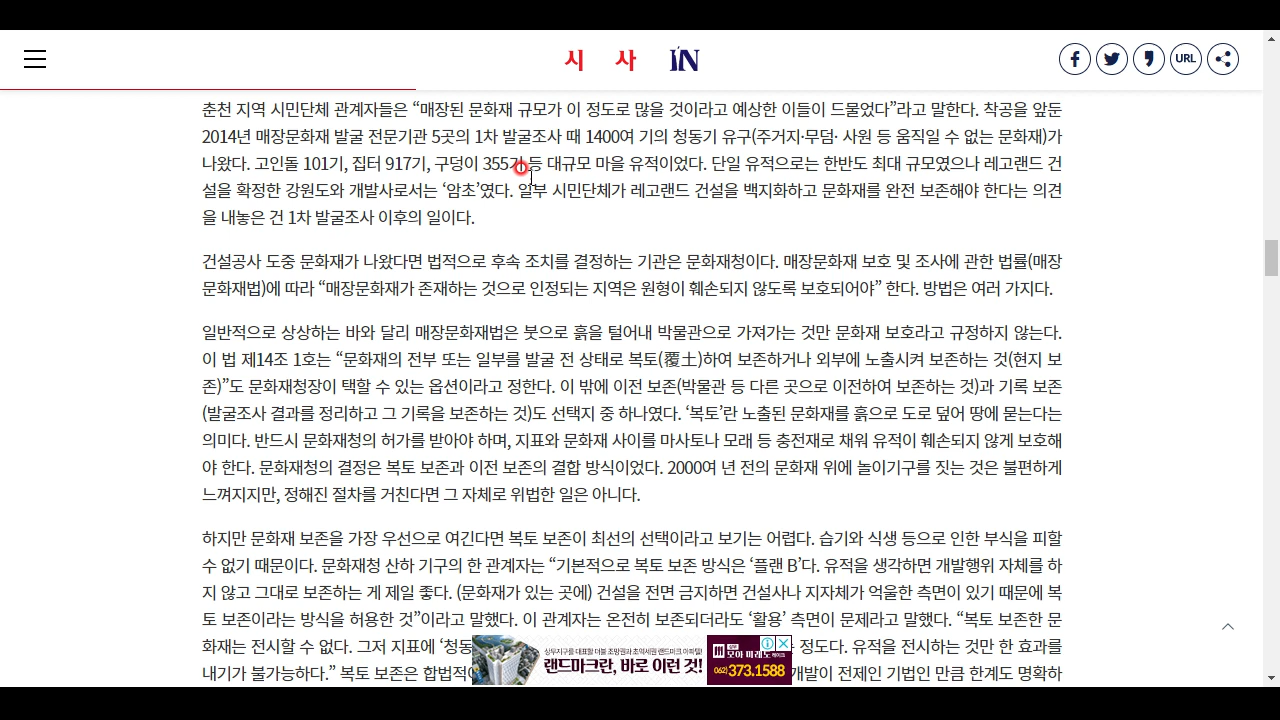 시사IN
URL
춘천 지역 시민단체 관계자들은 “매장된 문화재 규모가 이 정도로 많을 것이라고 예상한 이들이 드물었다”라고 말한다. 착공을 앞둔
2014년 매장문화재 발굴 전문기관 5곳의 1차 발굴조사 때 1400여 기의 청동기 유구(주거지·무덤· 사원 등 움직일 수 없는 문화재)가
나왔다. 고인돌 101기, 집터 917기, 구덩이 355기 등 대규모 마을 유적이었다. 단일 유적으로는 한반도 최대 규모였으나 레고랜드 건
설을 확정한 강원도와 개발사로서는 ‘암초’였다. 일부 시민단체가 레고랜드 건설을 백지화하고 문화재를 완전 보존해야 한다는 의견
을 내놓은 건 1차 발굴조사 이후의 일이다.
건설공사 도중 문화재가 나왔다면 법적으로 후속 조치를 결정하는 기관은 문화재청이다. 매장문화재 보호 및 조사에 관한 법률(매장
문화재법)에 따라 “매장문화재가 존재하는 것으로 인정되는 지역은 원형이 훼손되지 않도록 보호되어야” 한다. 방법은 여러 가지다.
일반적으로 상상하는 바와 달리 매장문화재법은 붓으로 흙을 털어내 박물관으로 가져가는 것만 문화재 보호라고 규정하지 않는다.
이 법 제14조 1호는 “문화재의 전부 또는 일부를 발굴 전 상태로 복토(覆土)하여 보존하거나 외부에 노출시켜 보존하는 것(현지 보
존)”도 문화재청장이 택할 수 있는 옵션이라고 정한다. 이 밖에 이전 보존(박물관 등 다른 곳으로 이전하여 보존하는 것)과 기록 보존
(발굴조사 결과를 정리하고 그 기록을 보존하는 것)도 선택지 중 하나였다. ‘복토’란 노출된 문화재를 흙으로 도로 덮어 땅에 묻는다는
의미다. 반드시 문화재청의 허가를 받아야 하며, 지표와 문화재 사이를 마사토나 모래 등 충전재로 채워 유적이 훼손되지 않게 보호해
야 한다. 문화재청의 결정은 복토 보존과 이전 보존의 결합 방식이었다. 2000여 년 전의 문화재 위에 놀이기구를 짓는 것은 불편하게
느껴지지만, 정해진 절차를 거친다면 그 자체로 위법한 일은 아니다.
하지만 문화재 보존을 가장 우선으로 여긴다면 복토 보존이 최선의 선택이라고 보기는 어렵다. 습기와 식생 등으로 인한 부식을 피할
수 없기 때문이다. 문화재청 산하 기구의 한 관계자는 “기본적으로 복토 보존 방식은 ‘플랜 B’다. 유적을 생각하면 개발행위 자체를 하
지 않고 그대로 보존하는 게 제일 좋다. (문화재가 있는 곳에) 건설을 전면 금지하면 건설사나 지자체가 억울한 측면이 있기 때문에 복
토 보존이라는 방식을 허용한 것”이라고 말했다. 이 관계자는 온전히 보존되더라도 ‘활용’ 측면이 문제라고 말했다. “복토 보존한 문
화재는 전시할 수 없다. 그저 지표에 ‘청동 정도다. 유적을 전시하는 것만 한 효과를
내기가 불가능하다.” 복토 보존은 합법적 개발이 전제인 기법인 만큼 한계도 명확하
상무지구를 대표할 더블 조망권과 초역세권 랜드마크 아파텔!
랜드마크란, 바로 이런 것!
모아 미래도
062) 373.1588